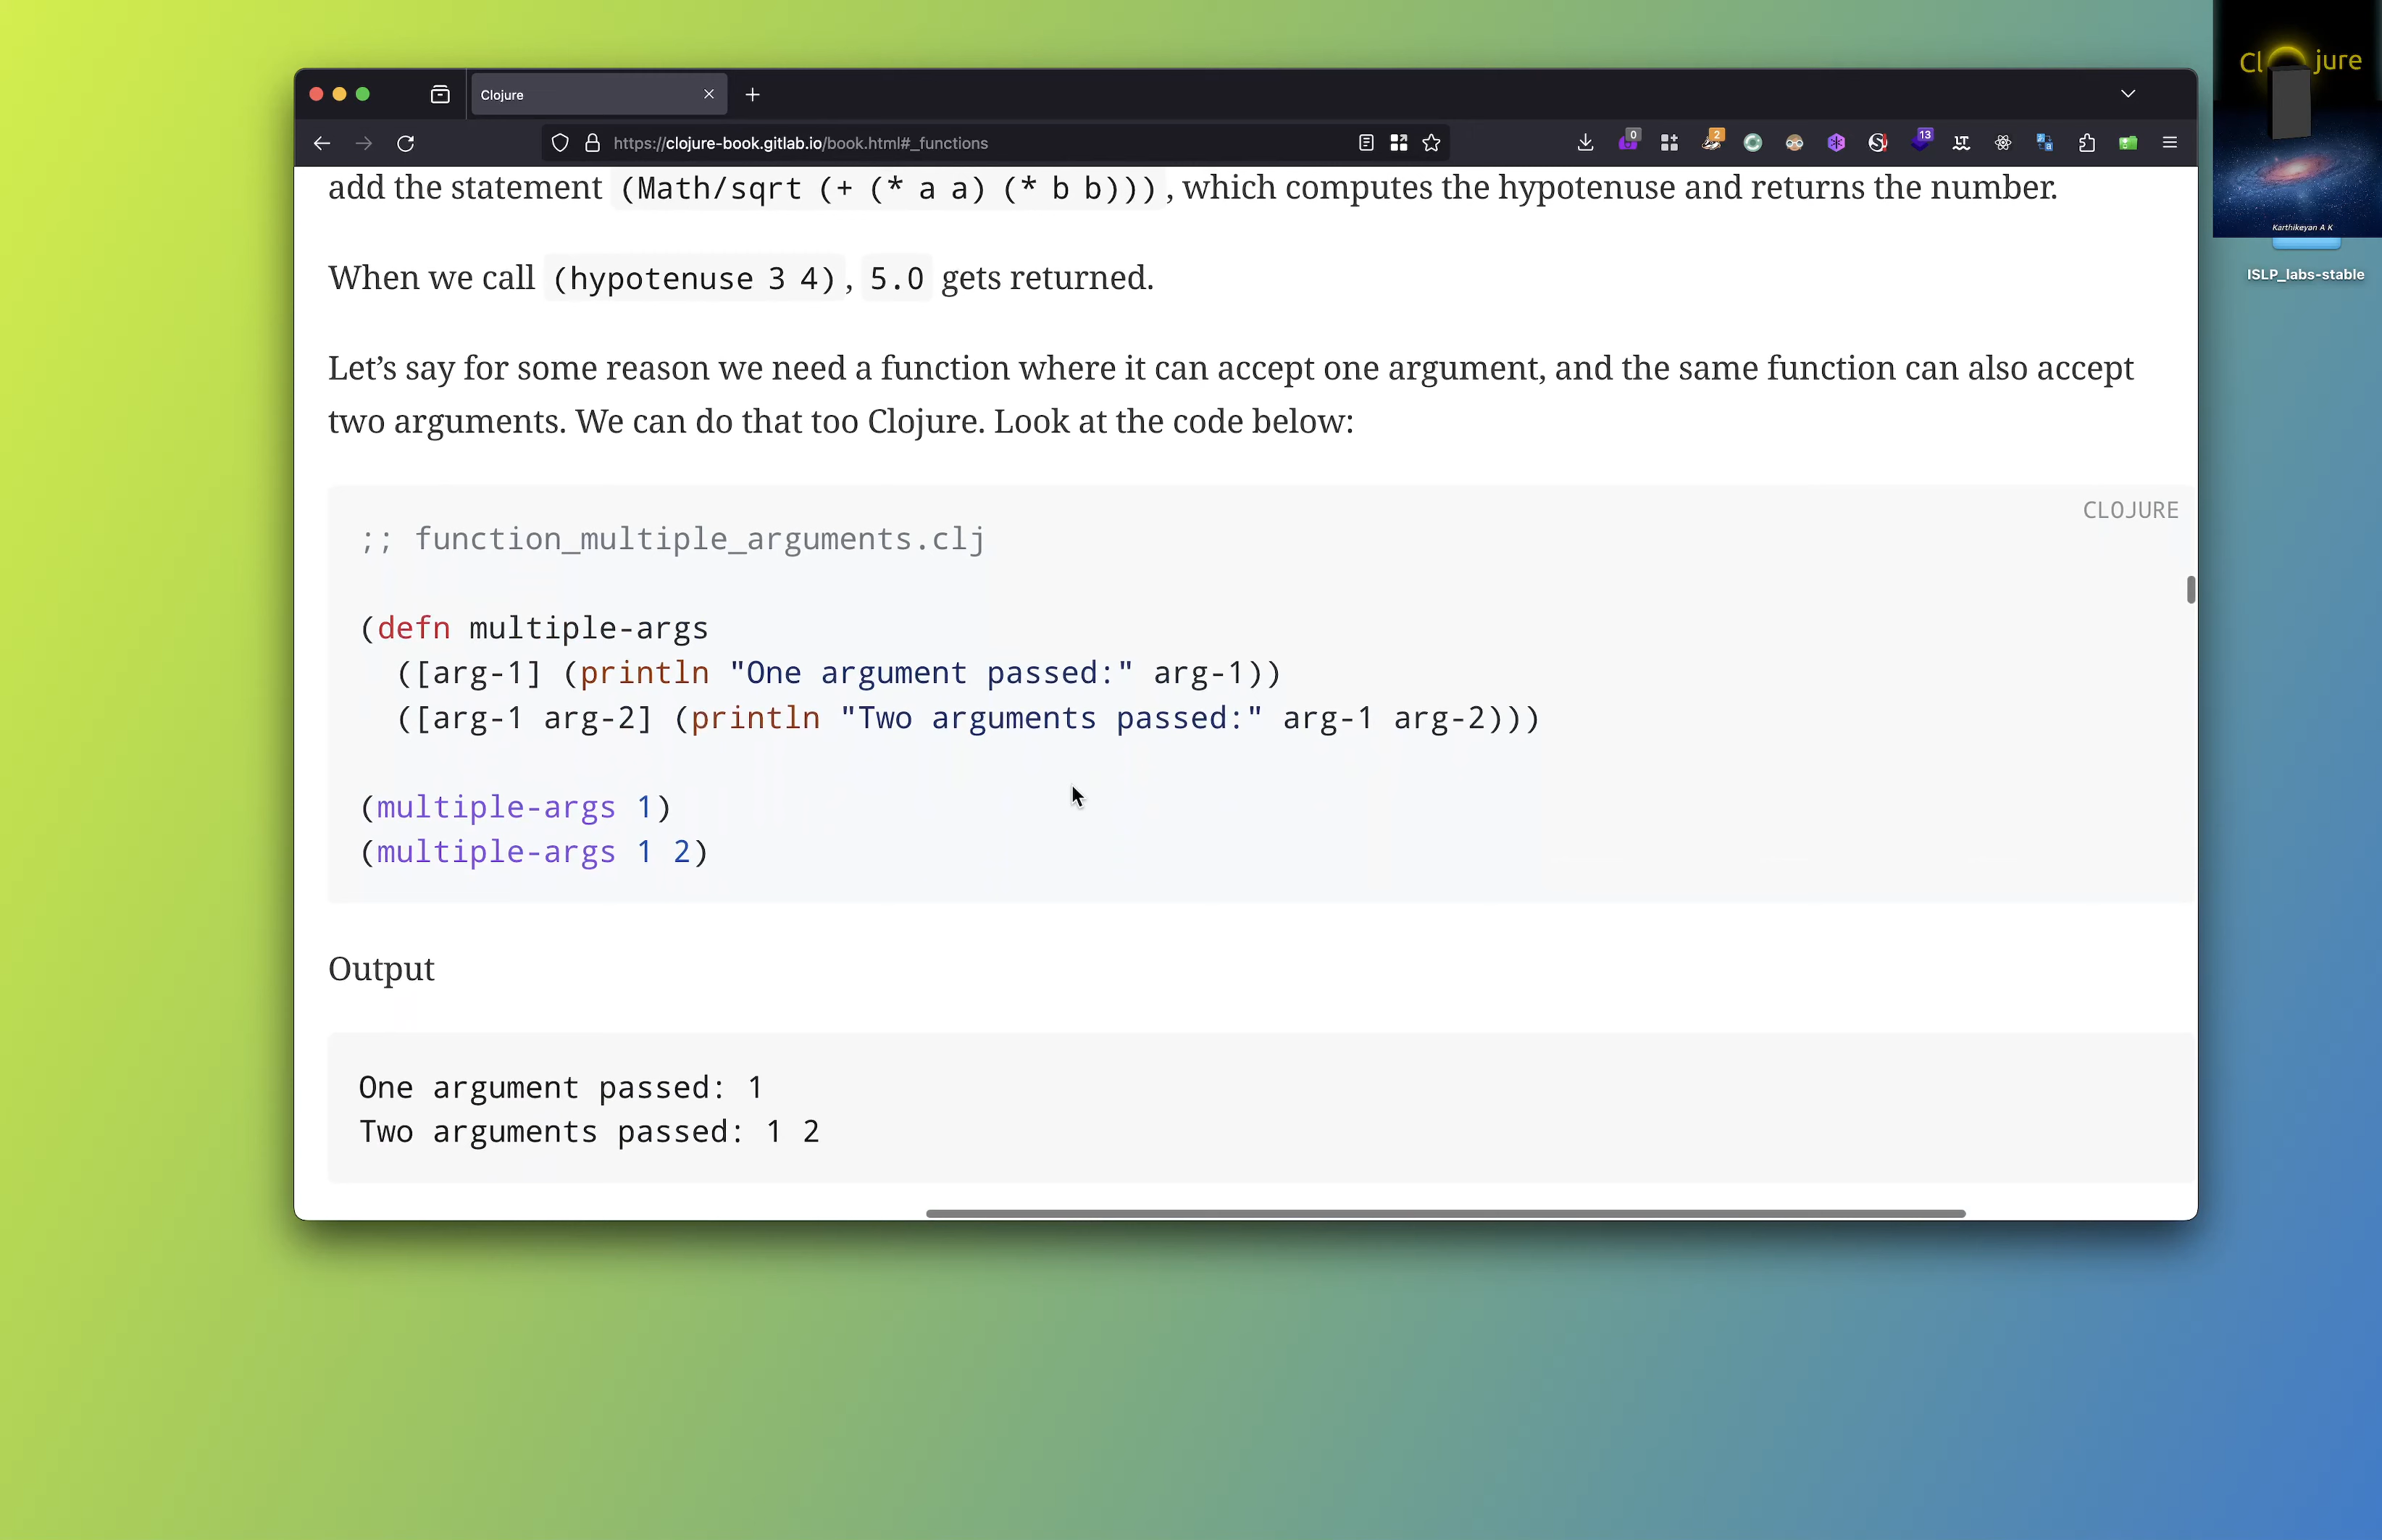 Clojure
https://clojure-book.gitlab.io/book.html#_functions
0
2
13
Clojure
Karthikeyan A K
ISLP_labs-stable
add the statement (Math/sqrt (+ (* a a) (* b b))), which computes the hypotenuse and returns the number.
When we call (hypotenuse 3 4), 5.0 gets returned.
Let’s say for some reason we need a function where it can accept one argument, and the same function can also accept
two arguments. We can do that too Clojure. Look at the code below:
CLOJURE
;; function_multiple_arguments.clj
(defn multiple-args
([arg-1] (println "One argument passed:" arg-1))
([arg-1 arg-2] (println "Two arguments passed:" arg-1 arg-2)))
(multiple-args 1)
(multiple-args 1 2)
Output
One argument passed: 1
Two arguments passed: 1 2